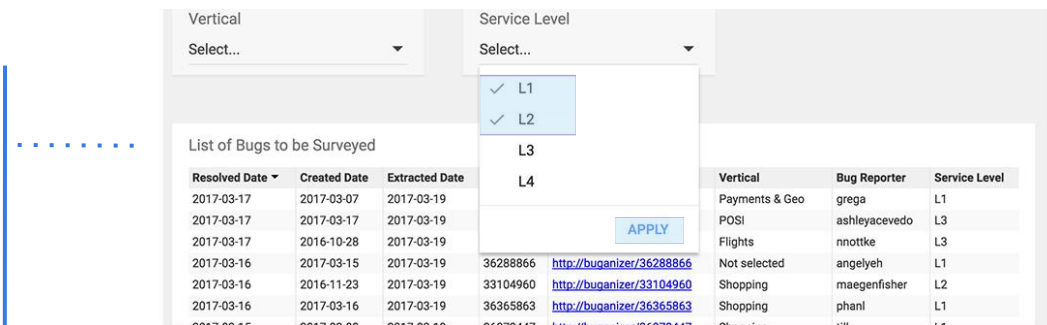 Vertical Service Level
Select... Select...
L1
L2
L3
L4
APPLY
List of Bugs to be Surveyed
Resolved Date Created Date Extracted Date Vertical Bug Reporter Service Level
2017-03-17 2017-03-07 2017-03-19 Payments & Geo grega L1
2017-03-17 2017-03-17 2017-03-19 POSI ashleyacevedo L3
2017-03-17 2016-10-28 2017-03-19 Flights nnottke L3
2017-03-16 2017-03-15 2017-03-19 36288866 http://buganizer/36288866 Not selected angelyeh L1
2017-03-16 2016-11-23 2017-03-19 33104960 http://buganizer/33104960 Shopping maegenfisher L2
2017-03-16 2017-03-16 2017-03-19 36365863 http://buganizer/36365863 Shopping phanl L1